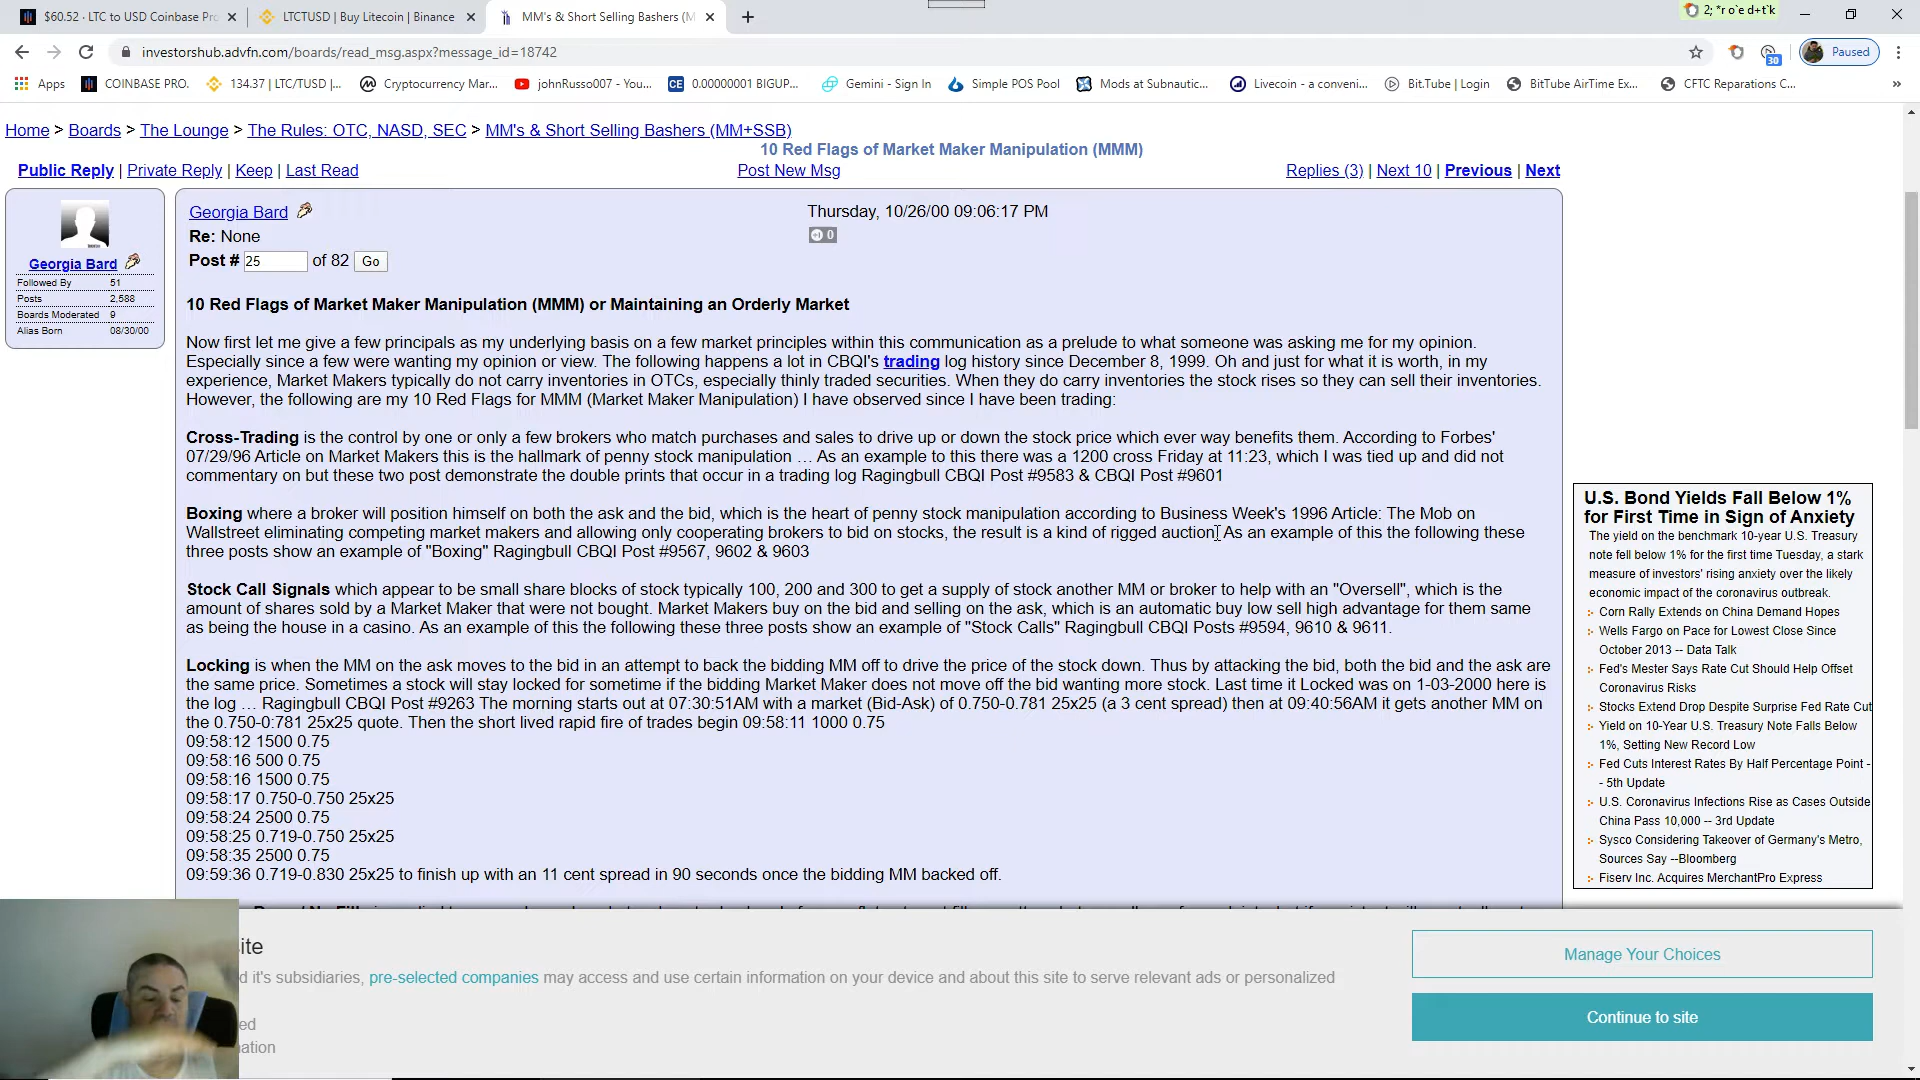 $60.52 · LTC to USD Coinbase Pro
LTCTUSD | Buy Litecoin | Binance
MM's & Short Selling Bashers (M
investorshub.advfn.com/boards/read_msg.aspx?message_id=18742
Paused
30
Apps
COINBASE PRO.
134.37 | LTC/TUSD |...
Cryptocurrency Mar...
johnRusso007 - You...
0.00000001 BIGUP...
Gemini - Sign In
Simple POS Pool
Mods at Subnautic...
Livecoin - a conveni...
Bit.Tube | Login
BitTube AirTime Ex...
CFTC Reparations C...
Home > Boards > The Lounge > The Rules: OTC, NASD, SEC > MM's & Short Selling Bashers (MM+SSB)
10 Red Flags of Market Maker Manipulation (MMM)
Public Reply | Private Reply | Keep | Last Read
Post New Msg
Replies (3) | Next 10 | Previous | Next
Georgia Bard
Followed By 51
Posts 2,588
Boards Moderated 9
Alias Born 08/30/00
Georgia Bard
Thursday, 10/26/00 09:06:17 PM
Re: None
0
Post # 25 of 82 Go
10 Red Flags of Market Maker Manipulation (MMM) or Maintaining an Orderly Market
Now first let me give a few principals as my underlying basis on a few market principles within this communication as a prelude to what someone was asking me for my opinion.
Especially since a few were wanting my opinion or view. The following happens a lot in CBQI's trading log history since December 8, 1999. Oh and just for what it is worth, in my
experience, Market Makers typically do not carry inventories in OTCs, especially thinly traded securities. When they do carry inventories the stock rises so they can sell their inventories.
However, the following are my 10 Red Flags for MMM (Market Maker Manipulation) I have observed since I have been trading:
Cross-Trading is the control by one or only a few brokers who match purchases and sales to drive up or down the stock price which ever way benefits them. According to Forbes'
07/29/96 Article on Market Makers this is the hallmark of penny stock manipulation ... As an example to this there was a 1200 cross Friday at 11:23, which I was tied up and did not
commentary on but these two post demonstrate the double prints that occur in a trading log Ragingbull CBQI Post #9583 & CBQI Post #9601
Boxing where a broker will position himself on both the ask and the bid, which is the heart of penny stock manipulation according to Business Week's 1996 Article: The Mob on
Wallstreet eliminating competing market makers and allowing only cooperating brokers to bid on stocks, the result is a kind of rigged auction. As an example of this the following these
three posts show an example of "Boxing" Ragingbull CBQI Post #9567, 9602 & 9603
Stock Call Signals which appear to be small share blocks of stock typically 100, 200 and 300 to get a supply of stock another MM or broker to help with an "Oversell", which is the
amount of shares sold by a Market Maker that were not bought. Market Makers buy on the bid and selling on the ask, which is an automatic buy low sell high advantage for them same
as being the house in a casino. As an example of this the following these three posts show an example of "Stock Calls" Ragingbull CBQI Posts #9594, 9610 & 9611.
Locking is when the MM on the ask moves to the bid in an attempt to back the bidding MM off to drive the price of the stock down. Thus by attacking the bid, both the bid and the ask are
the same price. Sometimes a stock will stay locked for sometime if the bidding Market Maker does not move off the bid wanting more stock. Last time it Locked was on 1-03-2000 here is
the log ... Ragingbull CBQI Post #9263 The morning starts out at 07:30:51AM with a market (Bid-Ask) of 0.750-0.781 25x25 (a 3 cent spread) then at 09:40:56AM it gets another MM on
the 0.750-0:781 25x25 quote. Then the short lived rapid fire of trades begin 09:58:11 1000 0.75
09:58:12 1500 0.75
09:58:16 500 0.75
09:58:16 1500 0.75
09:58:17 0.750-0.750 25x25
09:58:24 2500 0.75
09:58:25 0.719-0.750 25x25
09:58:35 2500 0.75
09:59:36 0.719-0.830 25x25 to finish up with an 11 cent spread in 90 seconds once the bidding MM backed off.
U.S. Bond Yields Fall Below 1%
for First Time in Sign of Anxiety
The yield on the benchmark 10-year U.S. Treasury
note fell below 1% for the first time Tuesday, a stark
measure of investors' rising anxiety over the likely
economic impact of the coronavirus outbreak.
Corn Rally Extends on China Demand Hopes
Wells Fargo on Pace for Lowest Close Since
October 2013 -- Data Talk
Fed's Mester Says Rate Cut Should Help Offset
Coronavirus Risks
Stocks Extend Drop Despite Surprise Fed Rate Cut
Yield on 10-Year U.S. Treasury Note Falls Below
1%, Setting New Record Low
Fed Cuts Interest Rates By Half Percentage Point -
- 5th Update
U.S. Coronavirus Infections Rise as Cases Outside
China Pass 10,000 -- 3rd Update
Sysco Considering Takeover of Germany's Metro,
Sources Say --Bloomberg
Fiserv Inc. Acquires MerchantPro Express
ite
d it's subsidiaries, pre-selected companies may access and use certain information on your device and about this site to serve relevant ads or personalized
ed
nation
Manage Your Choices
Continue to site